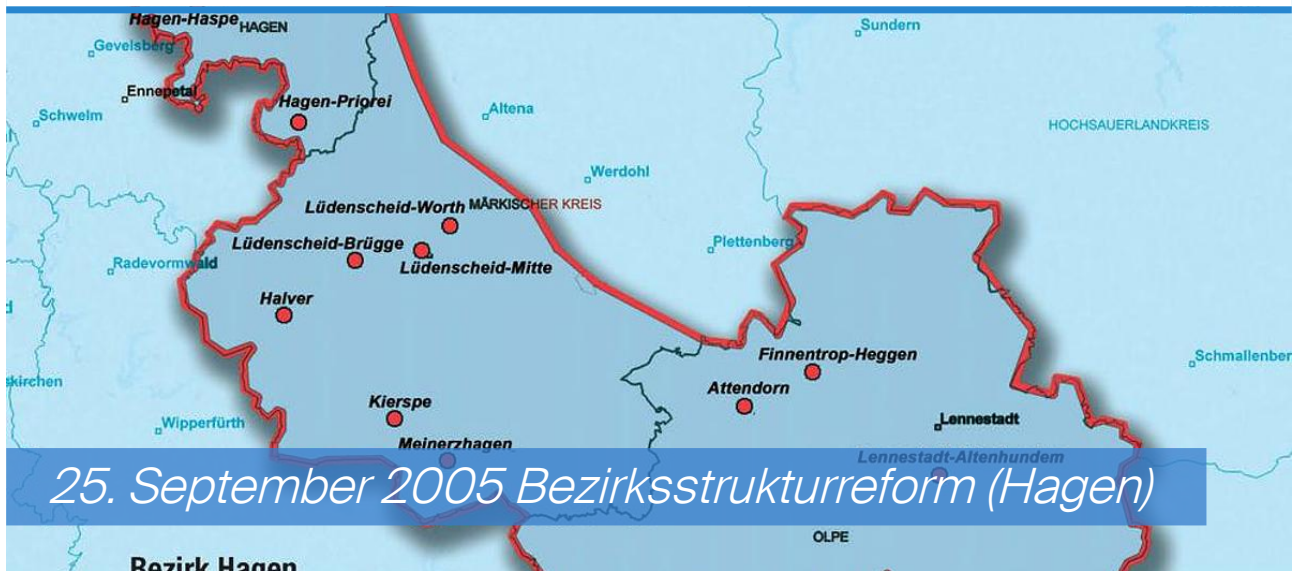 Hagen-Haspe
HAGEN
Sundern
Gevelsberg
Ennepetal
Hagen-Priorei
Altena
Schwelm
HOCHSAUERLANDKREIS
Werdohl
Lüdenscheid-Worth
MÄRKISCHER KREIS
Lüdenscheid-Brügge
Plettenberg
Radevormwald
Lüdenscheid-Mitte
Halver
Finnentrop-Heggen
Schmallenber
skirchen
Attendorn
Kierspe
Lennestadt
Wipperfürth
Meinerzhagen
Lennestadt-Altenhundem
25. September 2005 Bezirksstrukturreform (Hagen)
OLPE
Bezirk Hagen